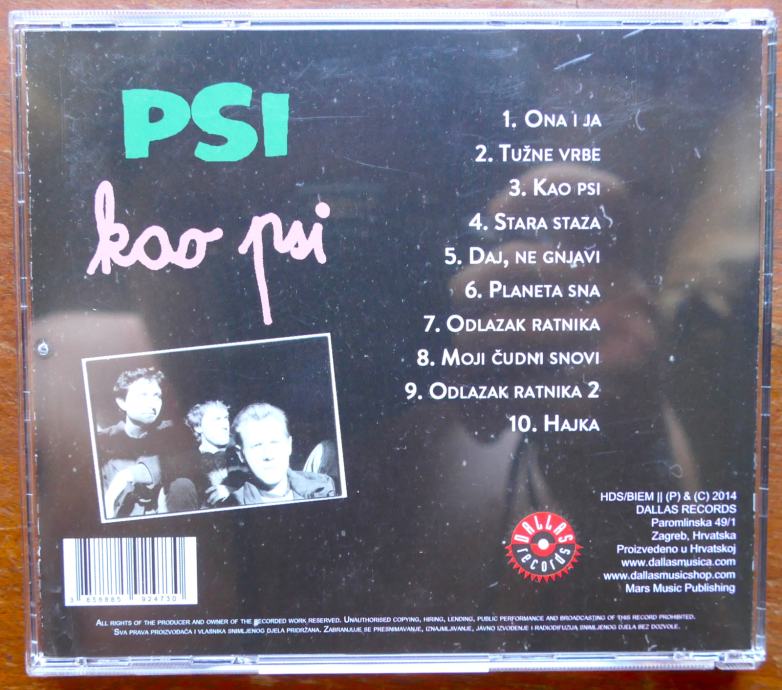 PSI
kao psi
1. Ona i ja
2. Tužne vrbe
3. Kao psi
4. Stara staza
5. Daj, ne gnjavi
6. Planeta sna
7. Odlazak ratnika
8. Moji čudni snovi
9. Odlazak ratnika 2
10. Hajka
DALLAS
records
HDS/BIEM || (P) & (C) 2014
DALLAS RECORDS
Paromlinska 49/1
Zagreb, Hrvatska
Proizvedeno u Hrvatskoj
www.dallasmusica.com
www.dallasmusicshop.com
Mars Music Publishing
3 858885 924730
All rights of the producer and owner of the recorded work reserved. Unauthorised copying, hiring, lending, public performance and broadcasting of this record prohibited.
Sva prava proizvođača i vlasnika snimljenog djela pridržana. Zabranjuje se presnimavanje, iznajmljivanje, javno izvođenje i radiodifuzija snimljenog djela bez dozvole.